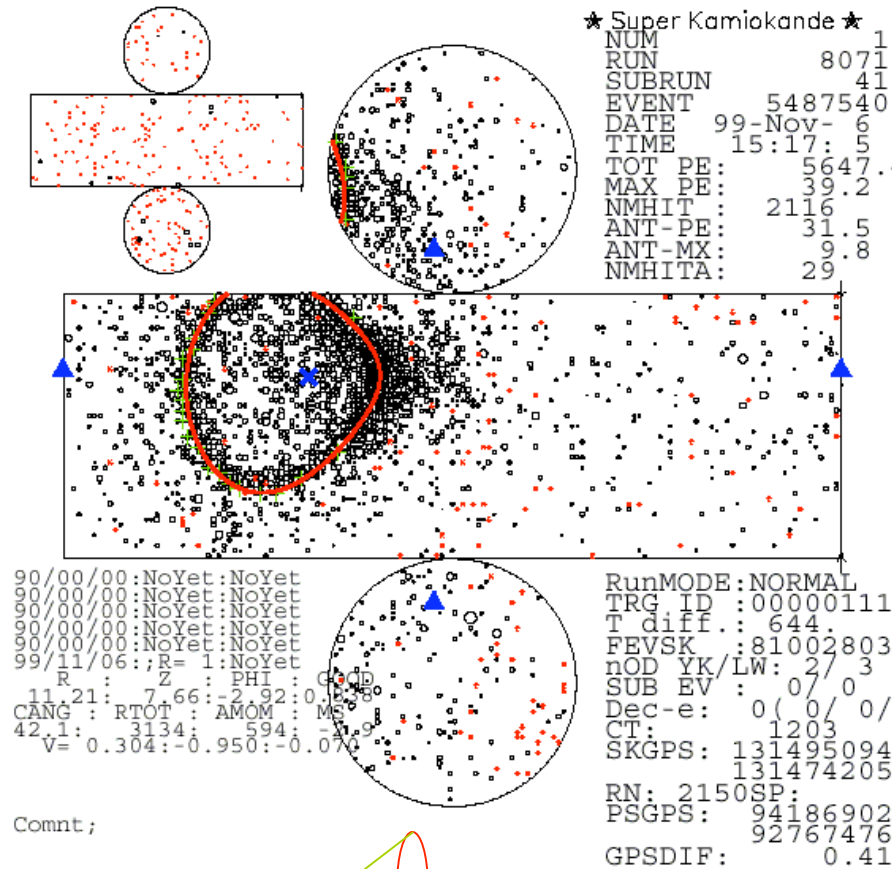 ★ Super Kamiokande ★
NUM 1
RUN 8071
SUBRUN 41
EVENT 5487540
DATE 99-Nov- 6
TIME 15:17: 5
TOT PE: 5647.
MAX PE: 39.2
NMHIT : 2116
ANT-PE: 31.5
ANT-MX: 9.8
NMHITA: 29
90/00/00:NoYet:NoYet
90/00/00:NoYet:NoYet
90/00/00:NoYet:NoYet
90/00/00:NoYet:NoYet
90/00/00:NoYet:NoYet
99/11/06:;R= 1:NoYet
R : Z : PHI :
11.21: 7.66:-2.92:
CANG : RTOT : AMOM :
42.1: 3134: 594:
V= 0.304:-0.950:-0.070
Comnt;
RunMODE:NORMAL
TRG ID :00000111
T diff.: 644.
FEVSK :81002803
nOD YK/LW: 2/ 3
SUB EV : 0/ 0
Dec-e: 0( 0/ 0/
CT: 1203
SKGPS: 131495094
131474205
RN: 2150SP:
PSGPS: 94186902
92767476
GPSDIF: 0.41